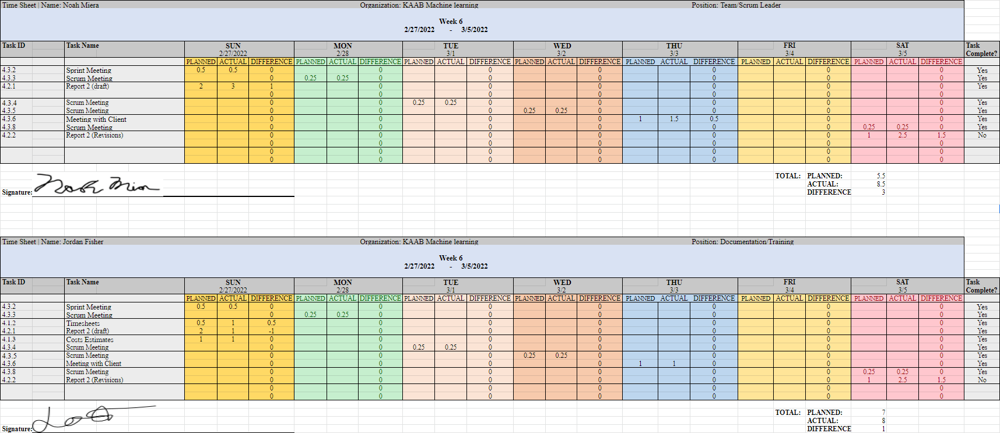 Time Sheet | Name: Noah Miera Organization: KAAB Machine learning Position: Team/Scrum Leader
Week 6
2/27/2022 - 3/5/2022
Task ID Task Name SUN MON TUE WED THU FRI SAT Task
2/27/2022 2/28 3/1 3/2 3/3 3/4 3/5 Complete?
PLANNED ACTUAL DIFFERENCE PLANNED ACTUAL DIFFERENCE PLANNED ACTUAL DIFFERENCE PLANNED ACTUAL DIFFERENCE PLANNED ACTUAL DIFFERENCE PLANNED ACTUAL DIFFERENCE PLANNED ACTUAL DIFFERENCE
4.3.2 Sprint Meeting 0.5 0.5 0 0 0 0 0 0 0 Yes
4.3.3 Scrum Meeting 0 0.25 0.25 0 0 0 0 0 0 Yes
4.2.1 Report 2 (draft) 2 3 1 0 0 0 0 0 0 Yes
0 0 0 0 0 0 0
4.3.4 Scrum Meeting 0 0 0.25 0.25 0 0 0 0 0 Yes
4.3.5 Scrum Meeting 0 0 0 0.25 0.25 0 0 0 0 Yes
4.3.6 Meeting with Client 0 0 0 0 1 1.5 0.5 0 0 Yes
4.3.8 Scrum Meeting 0 0 0 0 0 0 0.25 0.25 0 Yes
4.2.2 Report 2 (Revisions) 0 0 0 0 0 0 1 2.5 1.5 No
0 0 0 0 0 0 0
0 0 0 0 0 0 0
0 0 0 0 0 0 0
TOTAL: PLANNED: 5.5
ACTUAL: 8.5
Signature: Noah Miera DIFFERENCE 3
Time Sheet | Name: Jordan Fisher Organization: KAAB Machine learning Position: Documentation/Training
Week 6
2/27/2022 - 3/5/2022
Task ID Task Name SUN MON TUE WED THU FRI SAT Task
2/27/2022 2/28 3/1 3/2 3/3 3/4 3/5 Complete?
PLANNED ACTUAL DIFFERENCE PLANNED ACTUAL DIFFERENCE PLANNED ACTUAL DIFFERENCE PLANNED ACTUAL DIFFERENCE PLANNED ACTUAL DIFFERENCE PLANNED ACTUAL DIFFERENCE PLANNED ACTUAL DIFFERENCE
4.3.2 Sprint Meeting 0.5 0.5 0 0 0 0 0 0 0 Yes
4.3.3 Scrum Meeting 0 0.25 0.25 0 0 0 0 0 0 Yes
4.1.2 Timesheets 0.5 1 0.5 0 0 0 0 0 0 Yes
4.2.1 Report 2 (draft) 2 1 -1 0 0 0 0 0 0 Yes
4.1.3 Costs Estimates 1 1 0 0 0 0 0 0 0 Yes
4.3.4 Scrum Meeting 0 0 0.25 0.25 0 0 0 0 0 Yes
4.3.5 Scrum Meeting 0 0 0 0.25 0.25 0 0 0 0 Yes
4.3.6 Meeting with Client 0 0 0 0 1 1 0 0 0 Yes
4.3.8 Scrum Meeting 0 0 0 0 0 0 0.25 0.25 0 Yes
4.2.2 Report 2 (Revisions) 0 0 0 0 0 0 1 2.5 1.5 No
0 0 0 0 0 0 0
0 0 0 0 0 0 0
TOTAL: PLANNED: 7
ACTUAL: 8
Signature: DIFFERENCE 1